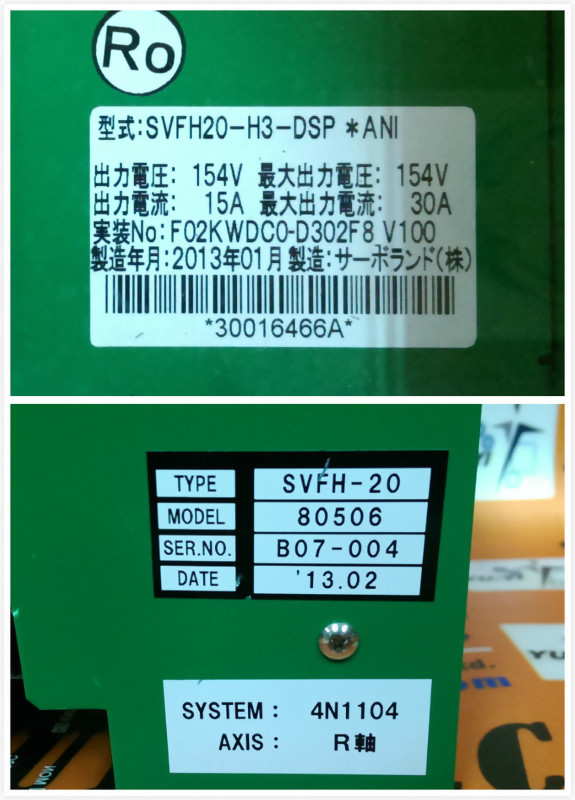 Ro
型式:SVFH20-H3-DSP *ANI
出力電圧: 154V 最大出力電圧: 154V
出力電流: 15A 最大出力電流: 30A
実装No: F02KWDC0-D302F8 V100
製造年月:2013年01月 製造:サーボランド(株)
*30016466A*
TYPE SVFH-20
MODEL 80506
SER.NO. B07-004
DATE '13.02
SYSTEM: 4N1104
AXIS: R軸